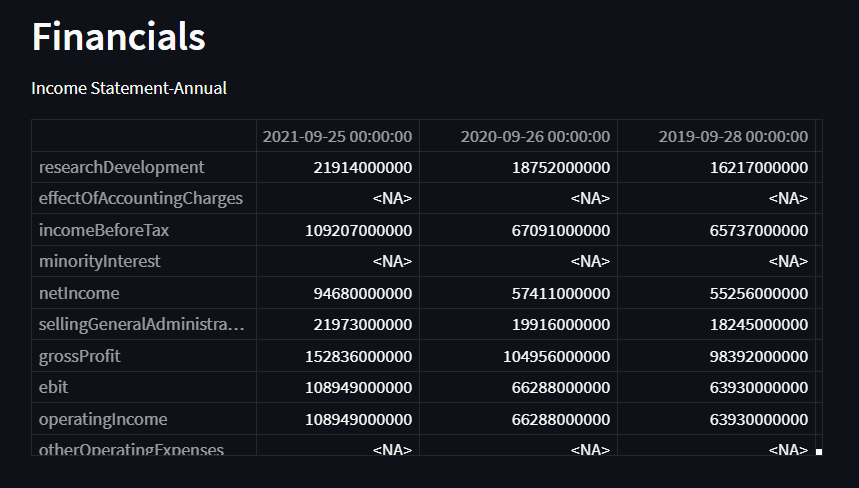 Financials
Income Statement-Annual
2021-09-25 00:00:00 2020-09-26 00:00:00 2019-09-28 00:00:00
researchDevelopment 21914000000 18752000000 16217000000
effectOfAccountingCharges <NA> <NA> <NA>
incomeBeforeTax 109207000000 67091000000 65737000000
minorityInterest <NA> <NA> <NA>
netIncome 94680000000 57411000000 55256000000
sellingGeneralAdministra... 21973000000 19916000000 18245000000
grossProfit 152836000000 104956000000 98392000000
ebit 108949000000 66288000000 63930000000
operatingIncome 108949000000 66288000000 63930000000
otherOperatingExpenses <NA> <NA> <NA>